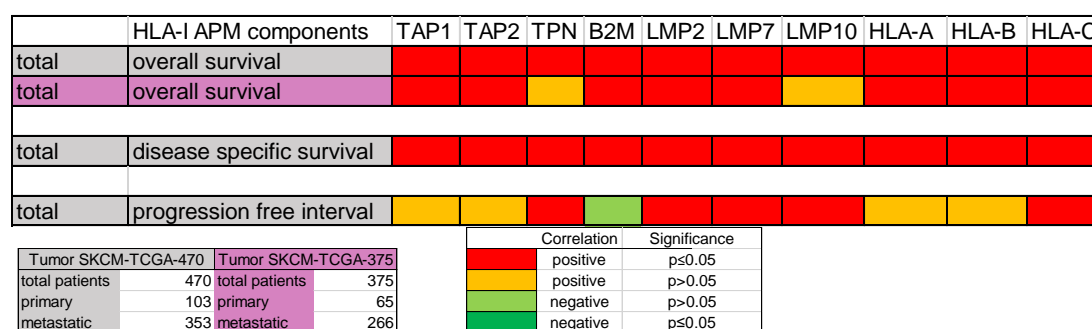 HLA-I APM components TAP1 TAP2 TPN B2M LMP2 LMP7 LMP10 HLA-A HLA-B HLA-C
total overall survival
total overall survival
total disease specific survival
total progression free interval
Tumor SKCM-TCGA-470 Tumor SKCM-TCGA-375
total patients 470 total patients 375
primary 103 primary 65
metastatic 353 metastatic 266
Correlation Significance
positive p≤0.05
positive p>0.05
negative p>0.05
negative p≤0.05